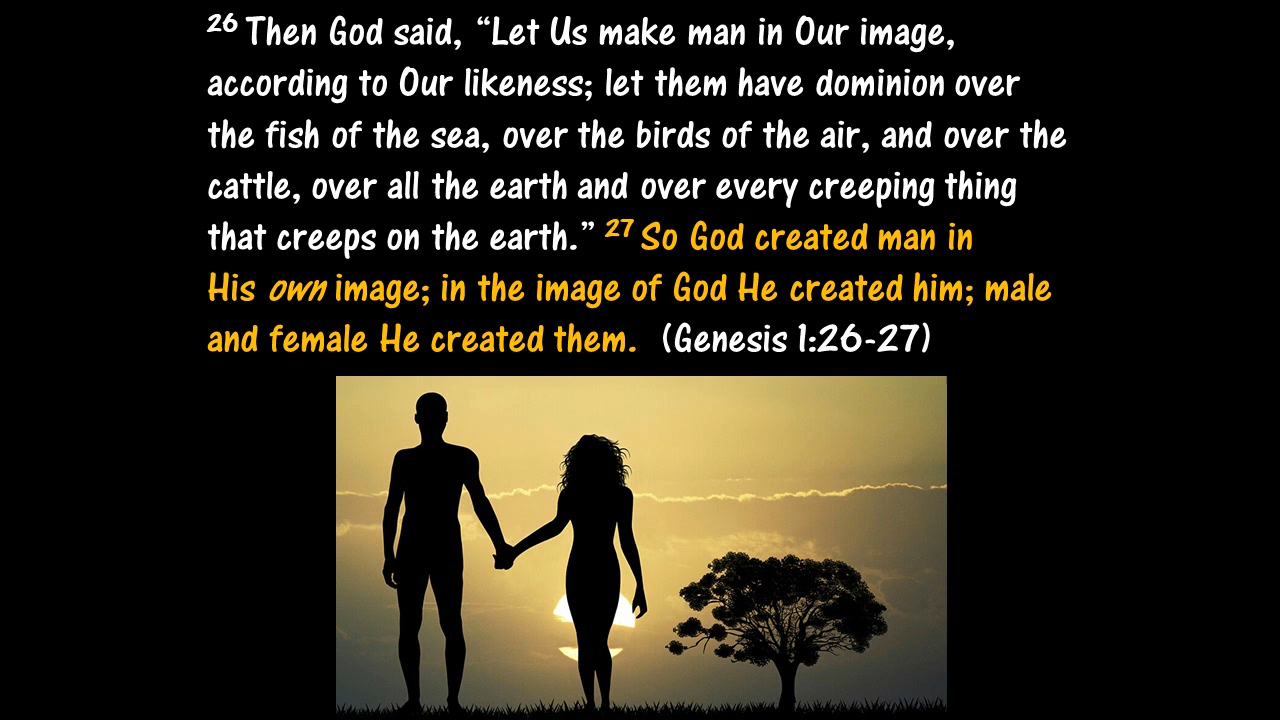 26 Then God said, “Let Us make man in Our image,
according to Our likeness; let them have dominion over
the fish of the sea, over the birds of the air, and over the
cattle, over all the earth and over every creeping thing
that creeps on the earth.” 27 So God created man in
His own image; in the image of God He created him; male
and female He created them. (Genesis 1:26-27)